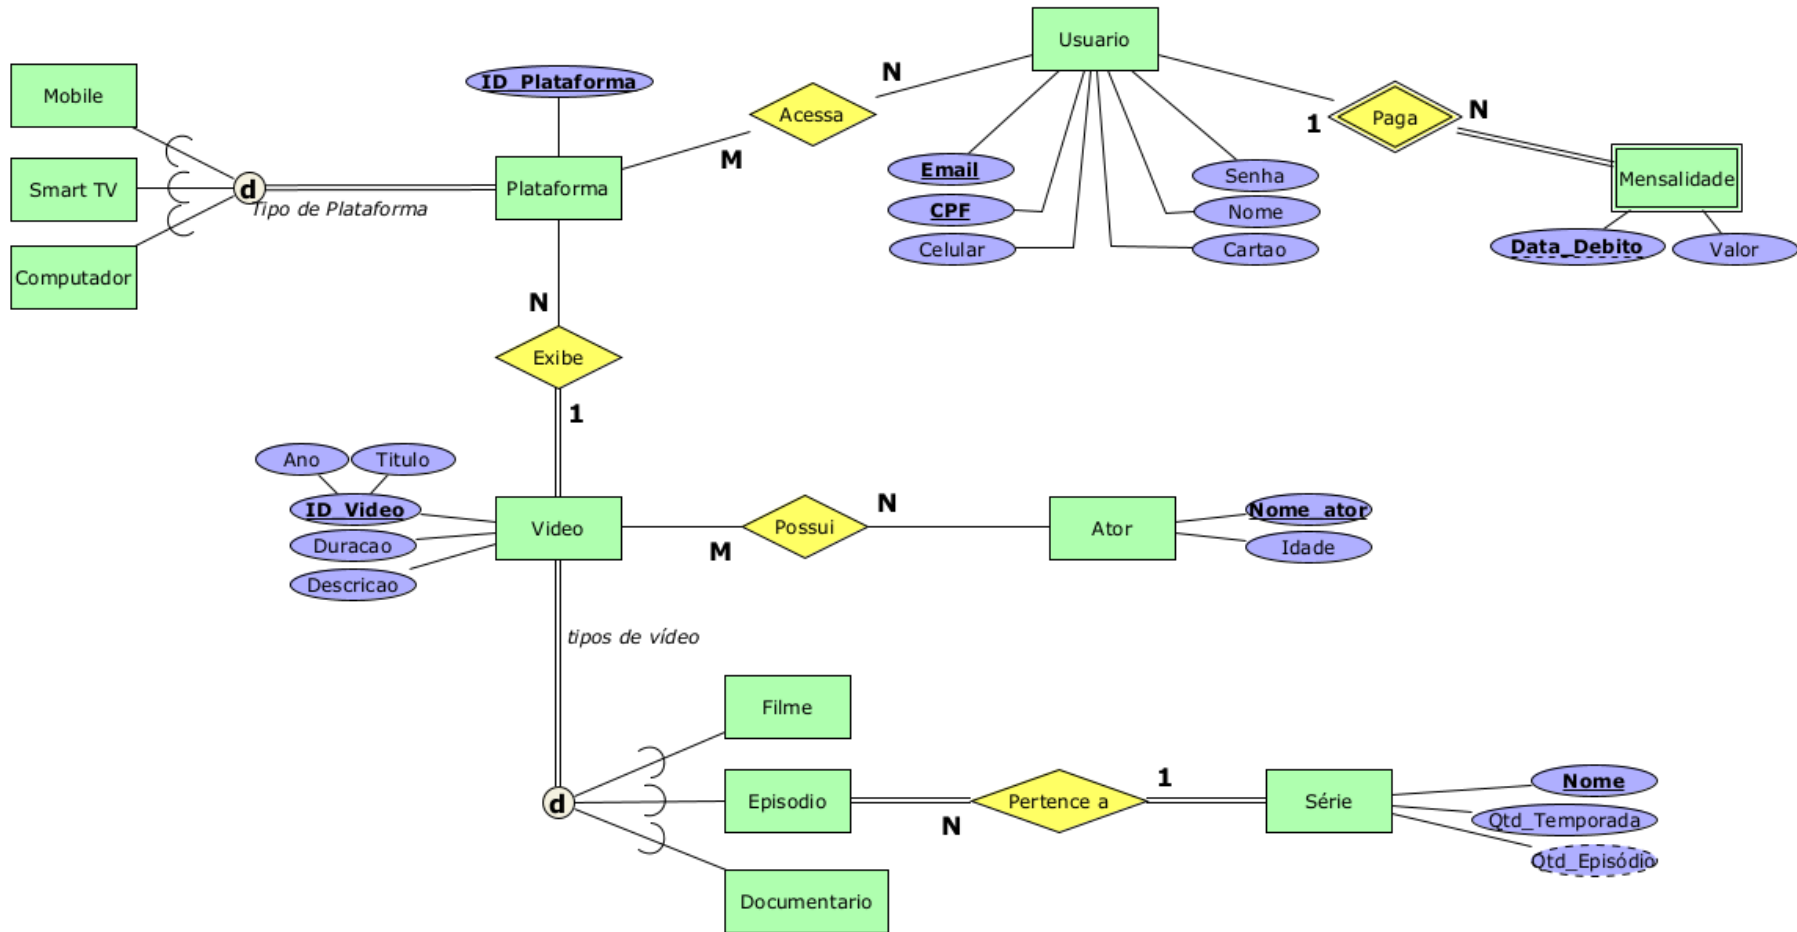 Usuario
Mobile
ID_Plataforma
N
Acessa
M
1
Paga
N
Smart TV
d
Tipo de Plataforma
Plataforma
Email
CPF
Celular
Senha
Nome
Cartao
Mensalidade
Data_Debito
Valor
Computador
N
Exibe
1
Ano
Titulo
ID_Video
Duracao
Descricao
Video
M
Possui
N
Ator
Nome_ator
Idade
tipos de vídeo
Filme
d
Episodio
N
Pertence a
1
Série
Nome
Qtd_Temporada
Qtd_Episódio
Documentario